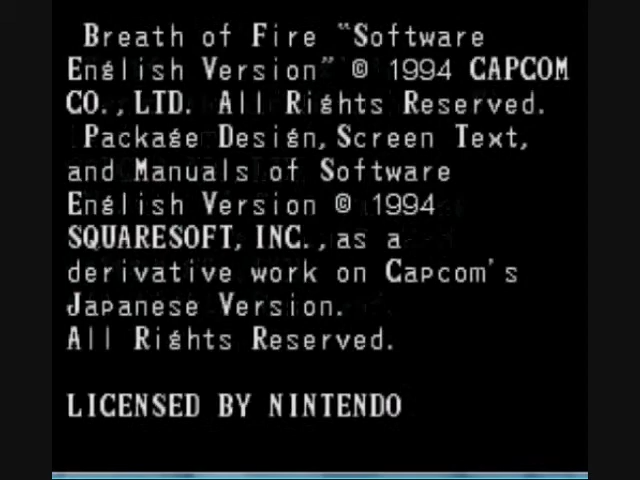 Breath of Fire “Software
English Version” © 1994 CAPCOM
CO.,LTD. All Rights Reserved.
Package Design,Screen Text,
and Manuals of Software
English Version © 1994
SQUARESOFT, INC.,as a
derivative work on Capcom's
Japanese Version.
All Rights Reserved.
LICENSED BY NINTENDO